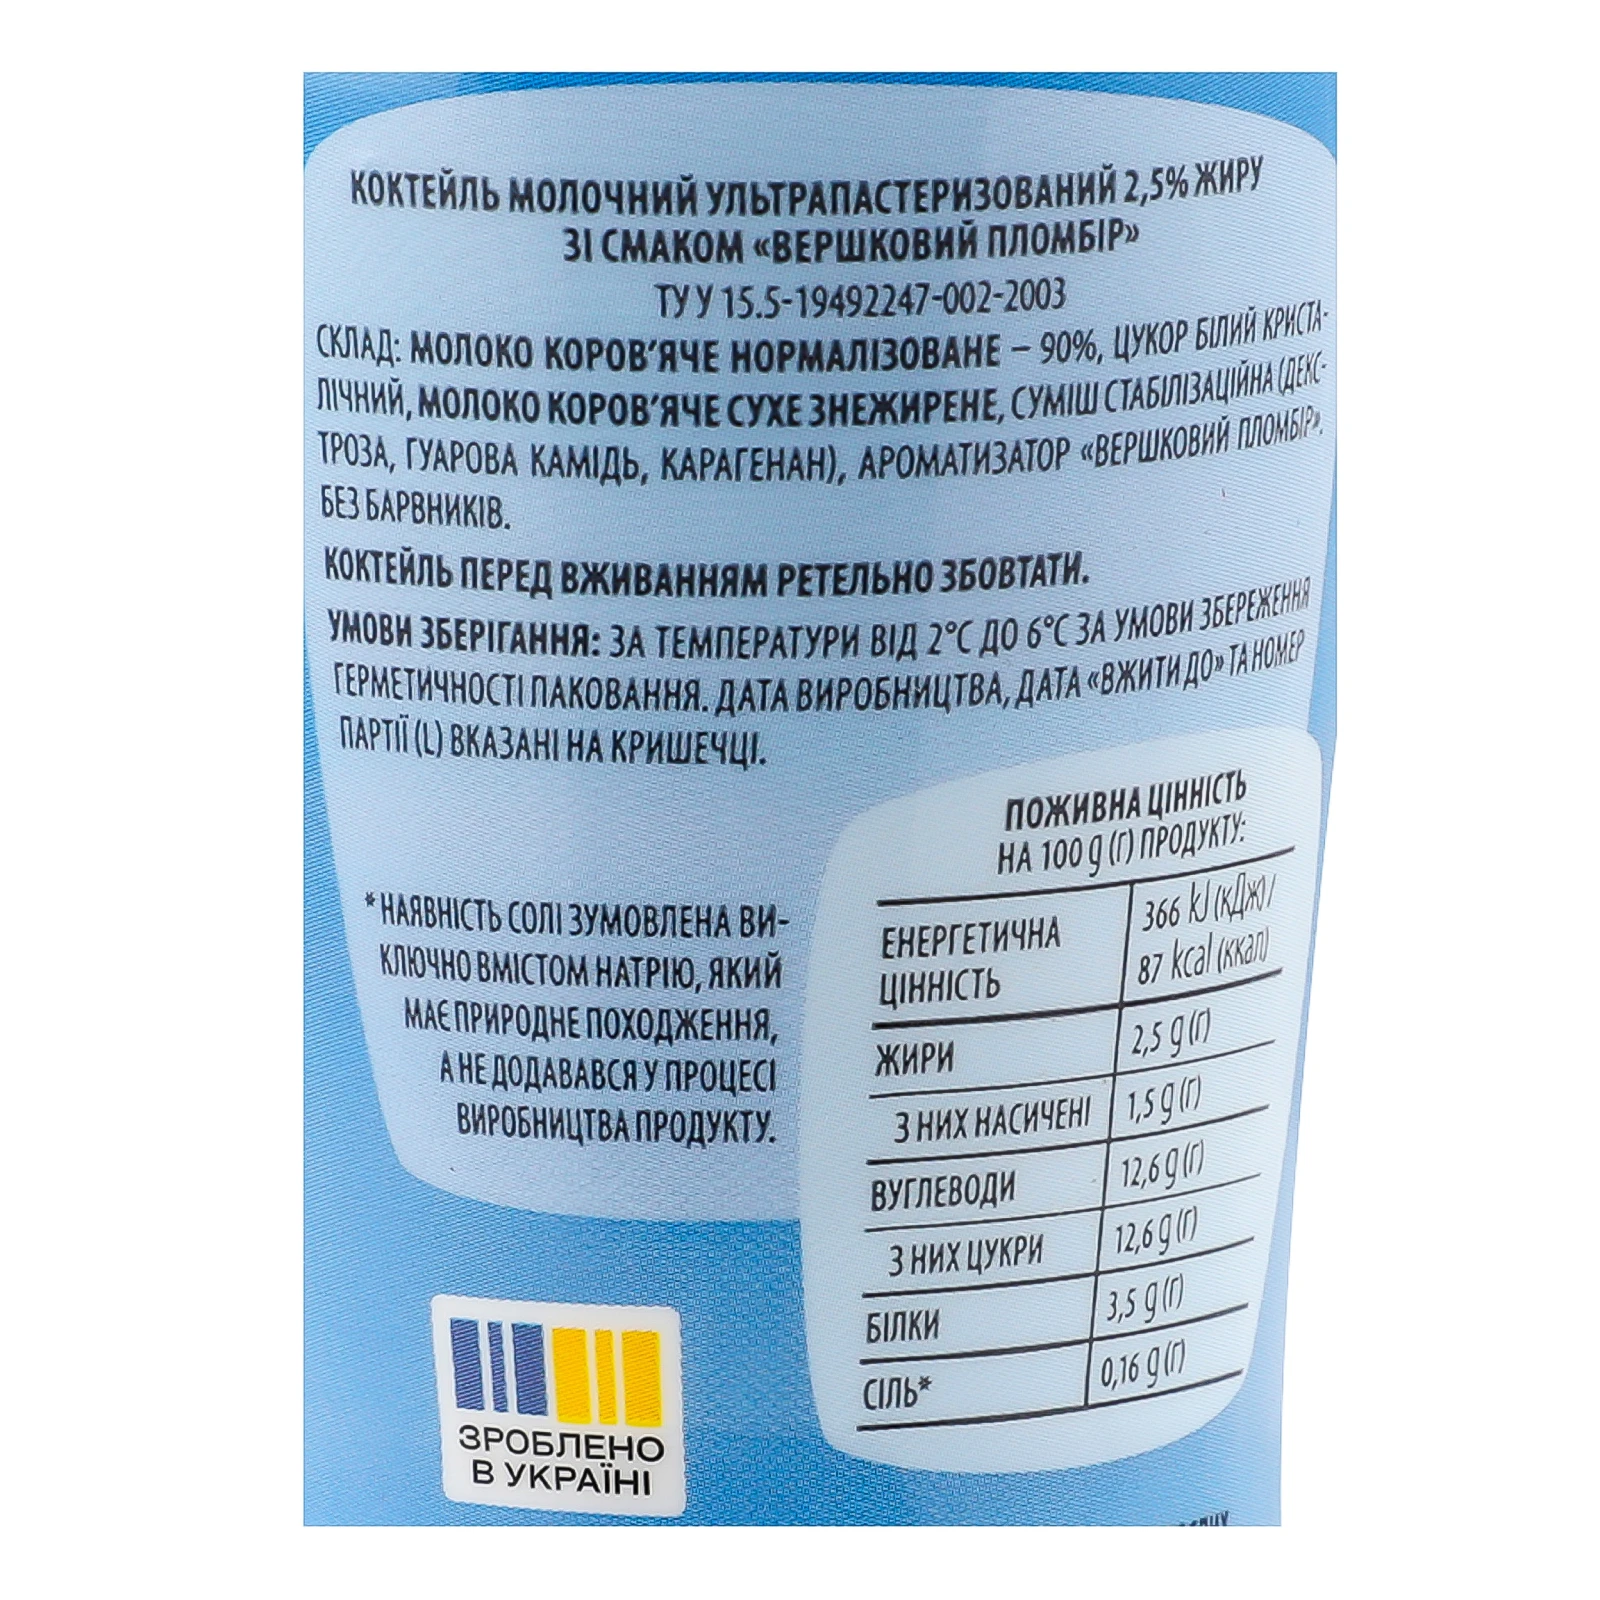 КОКТЕЙЛЬ МОЛОЧНИЙ УЛЬТРАПАСТЕРИЗОВАНИЙ 2,5% ЖИРУ
ЗІ СМАКОМ «ВЕРШКОВИЙ ПЛОМБІР»
ТУ У 15.5-19492247-002-2003
СКЛАД: МОЛОКО КОРОВ’ЯЧЕ НОРМАЛІЗОВАНЕ – 90%, ЦУКОР БІЛИЙ КРИСТА-
ЛІЧНИЙ, МОЛОКО КОРОВ’ЯЧЕ СУХЕ ЗНЕЖИРЕНЕ, СУМІШ СТАБІЛІЗАЦІЙНА (ДЕКС-
ТРОЗА, ГУАРОВА КАМІДЬ, КАРАГЕНАН), АРОМАТИЗАТОР «ВЕРШКОВИЙ ПЛОМБІР».
БЕЗ БАРВНИКІВ.
КОКТЕЙЛЬ ПЕРЕД ВЖИВАННЯМ РЕТЕЛЬНО ЗБОВТАТИ.
УМОВИ ЗБЕРІГАННЯ: ЗА ТЕМПЕРАТУРИ ВІД 2°С ДО 6°С ЗА УМОВИ ЗБЕРЕЖЕННЯ
ГЕРМЕТИЧНОСТІ ПАКОВАННЯ. ДАТА ВИРОБНИЦТВА, ДАТА «ВЖИТИ ДО» ТА НОМЕР
ПАРТІЇ (L) ВКАЗАНІ НА КРИШЕЧЦІ.
*НАЯВНІСТЬ СОЛІ ЗУМОВЛЕНА ВИ-
КЛЮЧНО ВМІСТОМ НАТРІЮ, ЯКИЙ
МАЄ ПРИРОДНЕ ПОХОДЖЕННЯ,
А НЕ ДОДАВАВСЯ У ПРОЦЕСІ
ВИРОБНИЦТВА ПРОДУКТУ.
ПОЖИВНА ЦІННІСТЬ
НА 100 g (г) ПРОДУКТУ:
ЕНЕРГЕТИЧНА ЦІННІСТЬ 366 kJ (кДж) / 87 kcal (ккал)
ЖИРИ 2,5 g (г)
З НИХ НАСИЧЕНІ 1,5 g (г)
ВУГЛЕВОДИ 12,6 g (г)
З НИХ ЦУКРИ 12,6 g (г)
БІЛКИ 3,5 g (г)
СІЛЬ* 0,16 g (г)
ЗРОБЛЕНО
В УКРАЇНІ